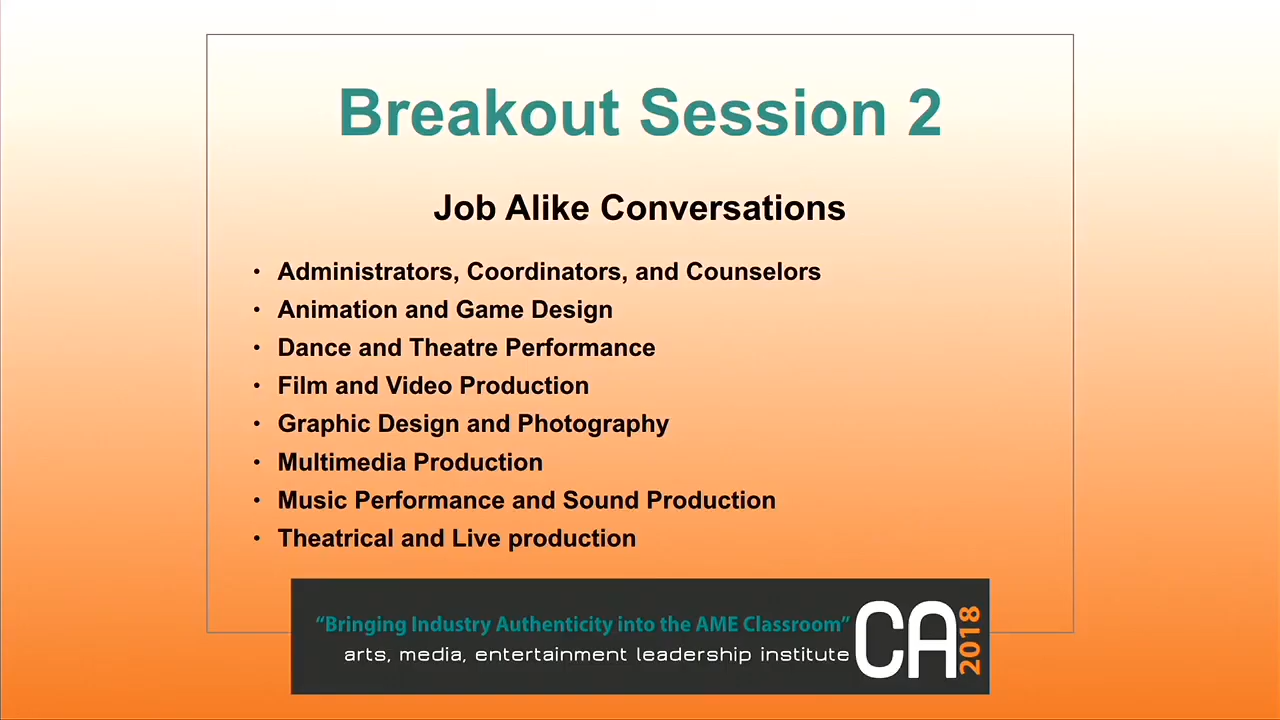 Breakout Session 2
Job Alike Conversations
• Administrators, Coordinators, and Counselors
• Animation and Game Design
• Dance and Theatre Performance
• Film and Video Production
• Graphic Design and Photography
• Multimedia Production
• Music Performance and Sound Production
• Theatrical and Live production
“Bringing Industry Authenticity into the AME Classroom”
arts, media, entertainment leadership institute
CA
2018